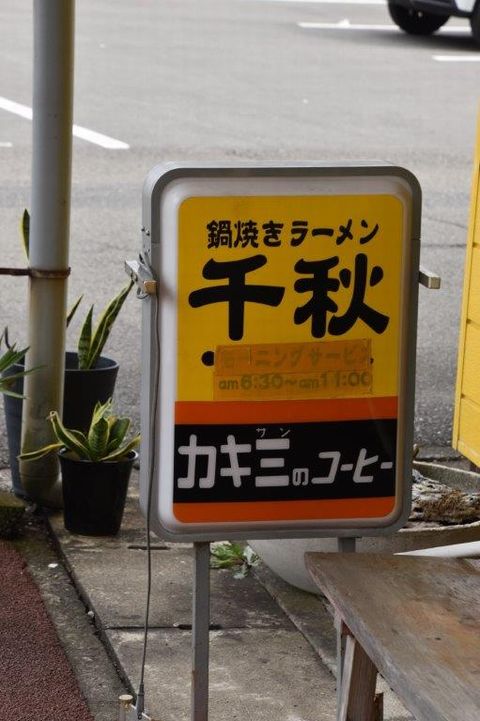 鍋焼きラーメン
千秋
・モーニングサービス
am6:30～am11:00
サン
カキ三のコーヒー